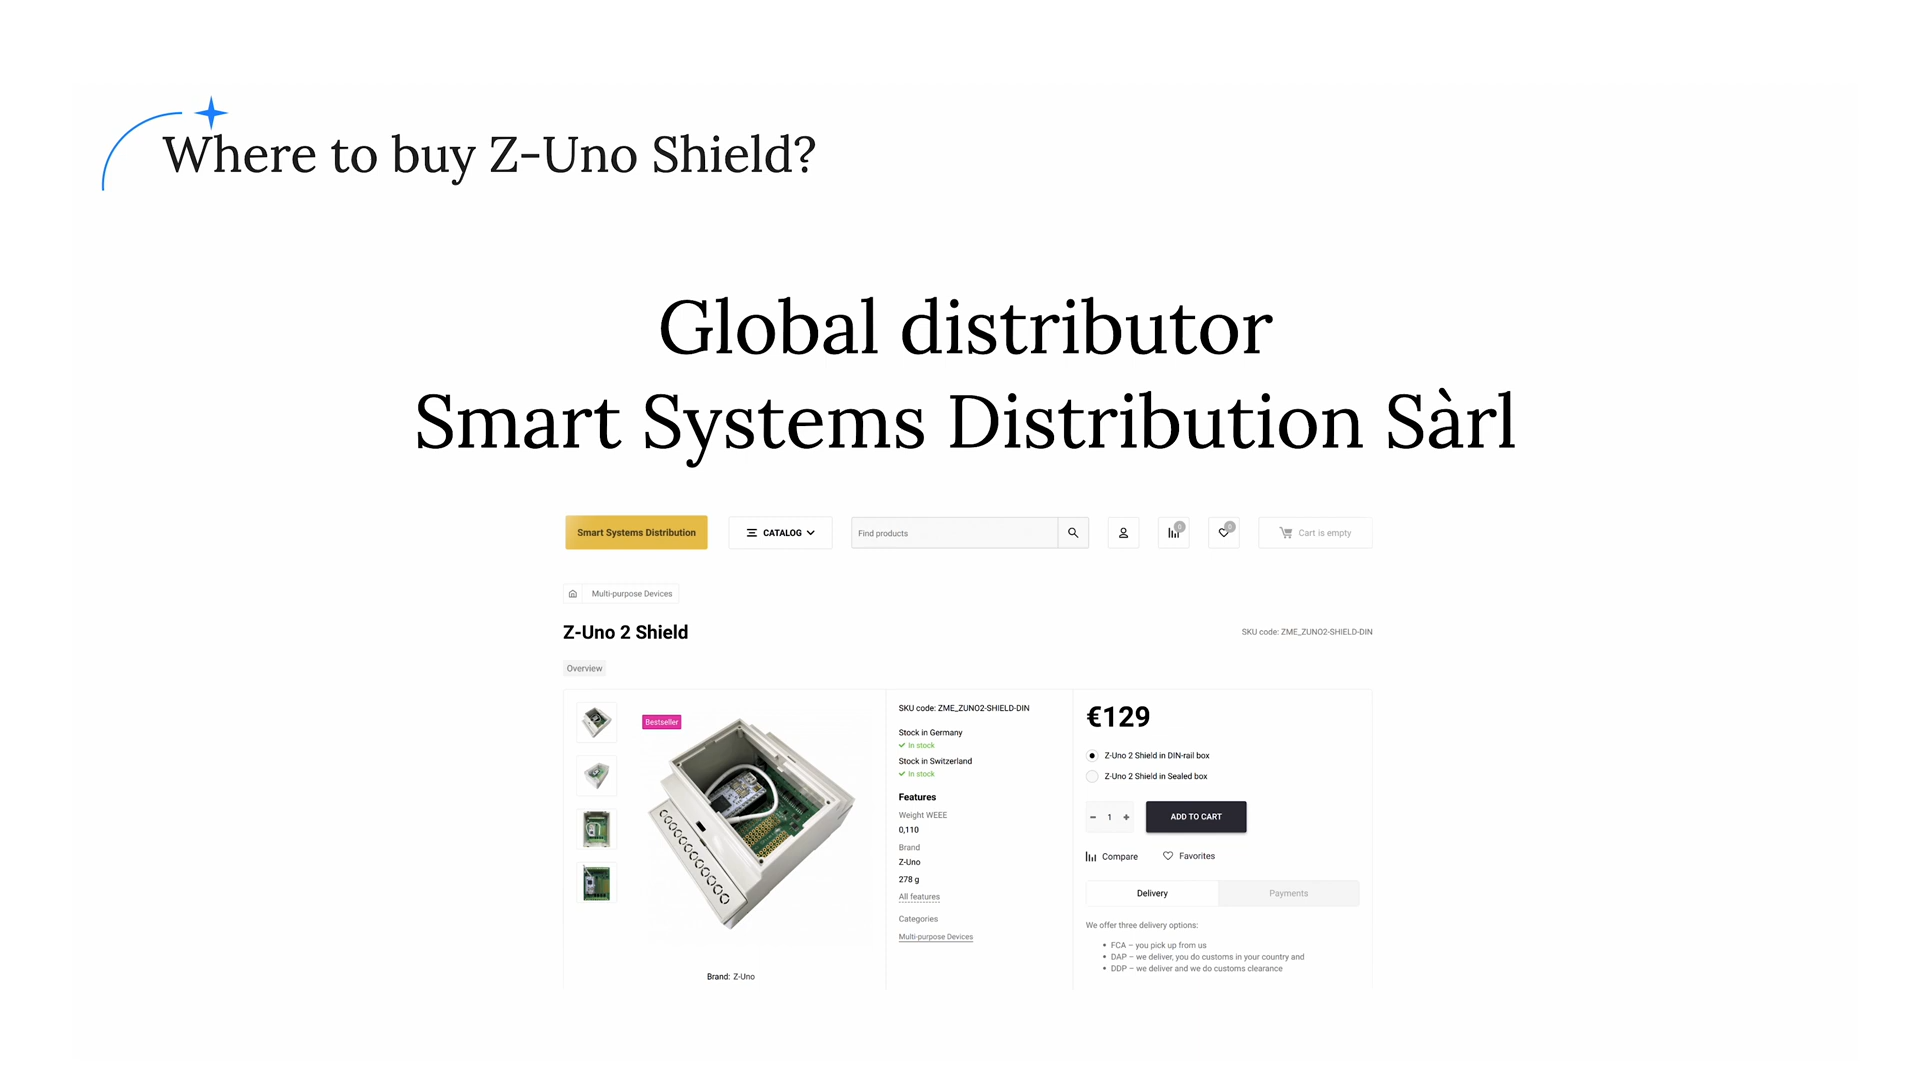 Where to buy Z-Uno Shield?
Global distributor
Smart Systems Distribution Sàrl
Smart Systems Distribution
CATALOG
Find products
0
0
Cart is empty
Multi-purpose Devices
Z-Uno 2 Shield
SKU code: ZME_ZUNO2-SHIELD-DIN
Overview
Bestseller
Brand: Z-Uno
SKU code: ZME_ZUNO2-SHIELD-DIN
Stock in Germany
In stock
Stock in Switzerland
In stock
Features
Weight WEEE
0,110
Brand
Z-Uno
278 g
All features
Categories
Multi-purpose Devices
€129
Z-Uno 2 Shield in DIN-rail box
Z-Uno 2 Shield in Sealed box
− 1 +
ADD TO CART
Compare
Favorites
Delivery
Payments
We offer three delivery options:
• FCA – you pick up from us
• DAP – we deliver, you do customs in your country and
• DDP – we deliver and we do customs clearance